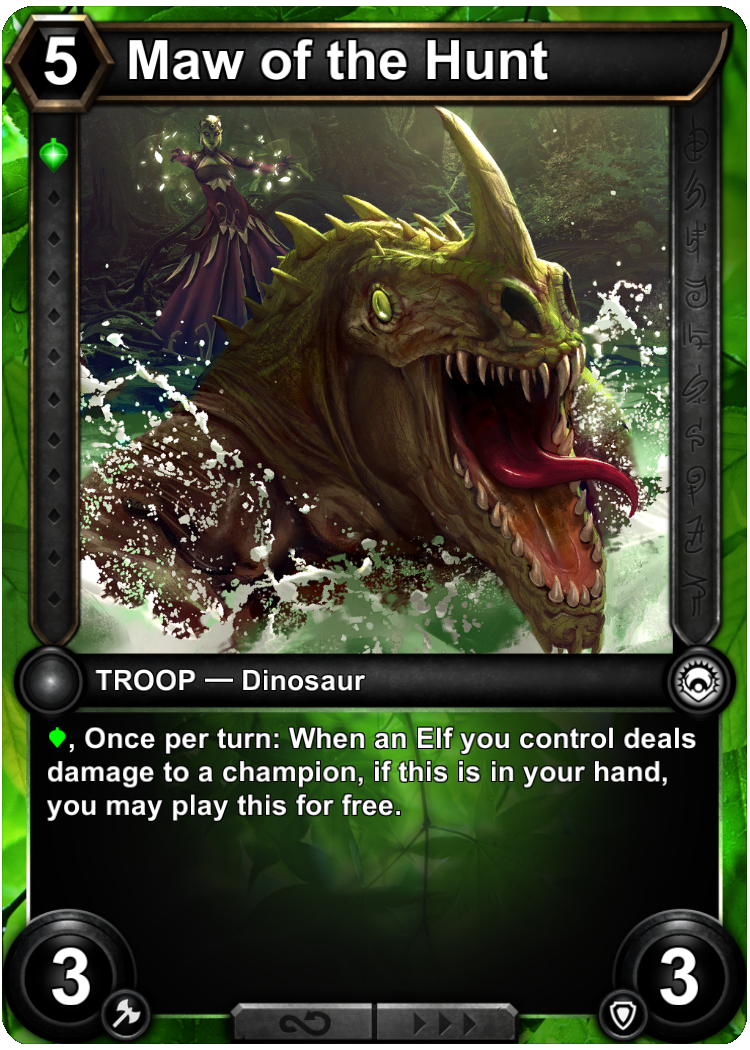 5 Maw of the Hunt
TROOP — Dinosaur
, Once per turn: When an Elf you control deals
damage to a champion, if this is in your hand,
you may play this for free.
3 3